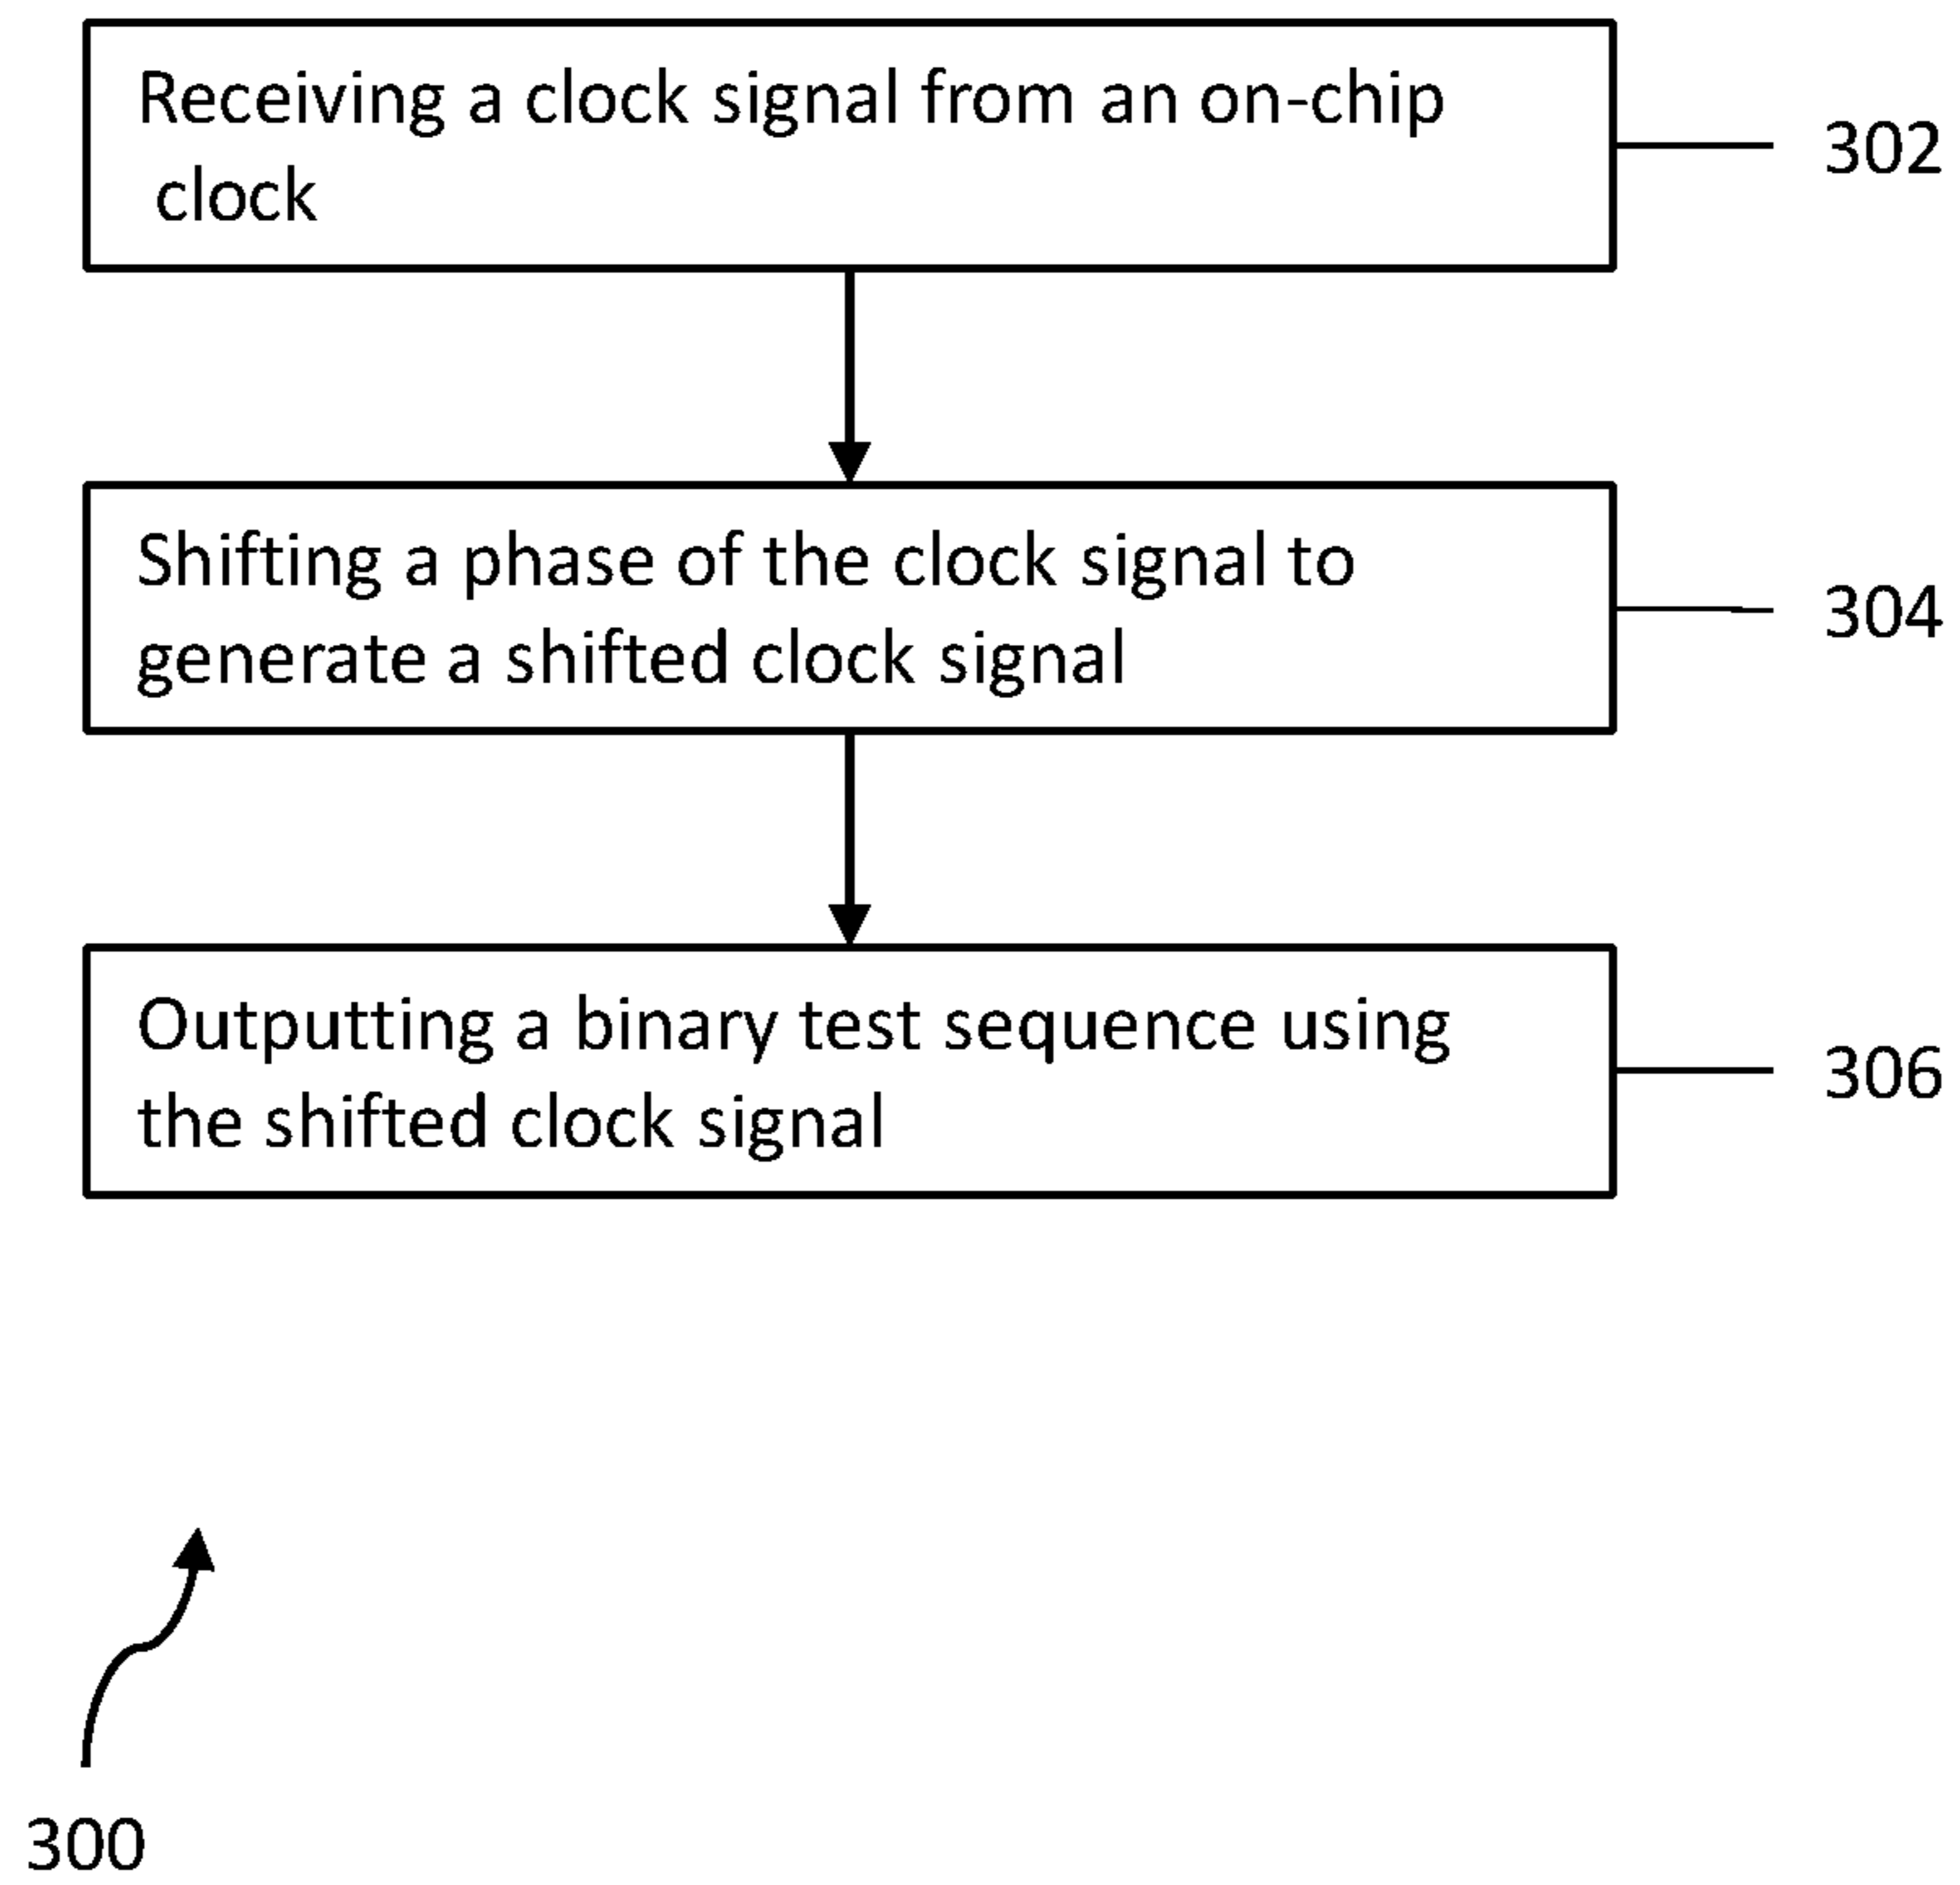 Receiving a clock signal from an on-chip
clock
302
Shifting a phase of the clock signal to
generate a shifted clock signal
304
Outputting a binary test sequence using
the shifted clock signal
306
300